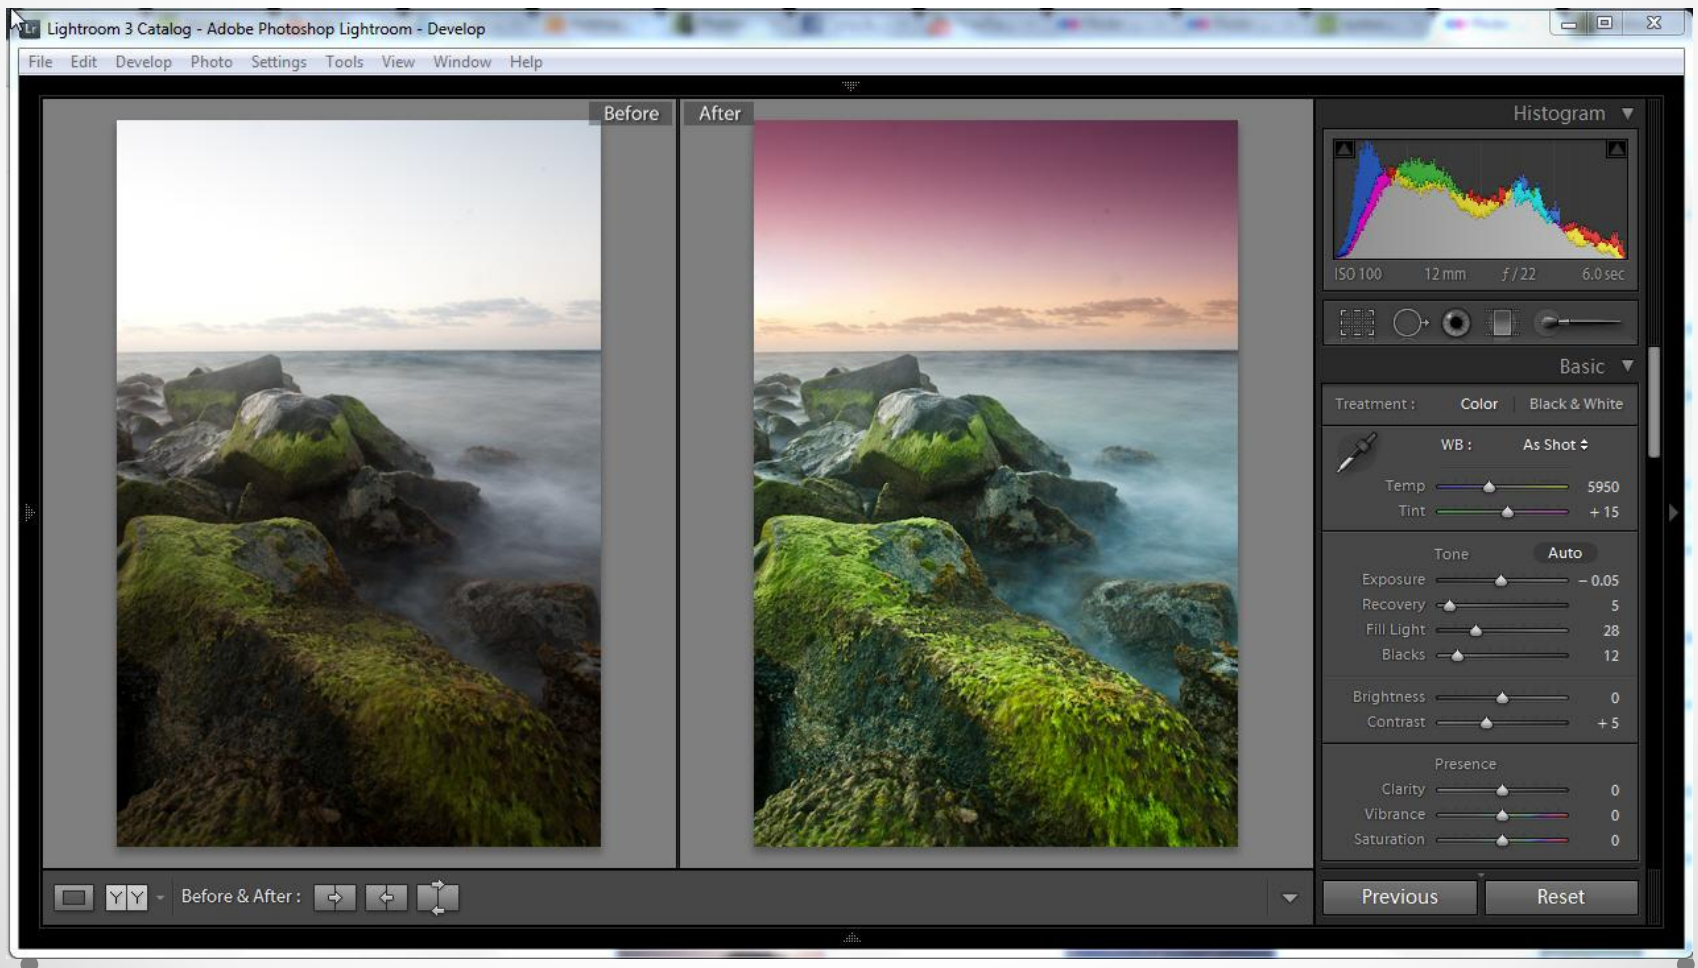 Lr Lightroom 3 Catalog - Adobe Photoshop Lightroom - Develop
File Edit Develop Photo Settings Tools View Window Help
Before After
Histogram
ISO 100 12 mm ƒ / 22 6.0 sec
Basic
Treatment : Color Black & White
WB : As Shot
Temp 5950
Tint + 15
Tone Auto
Exposure − 0.05
Recovery 5
Fill Light 28
Blacks 12
Brightness 0
Contrast + 5
Presence
Clarity 0
Vibrance 0
Saturation 0
Y Y Before & After :
Previous Reset